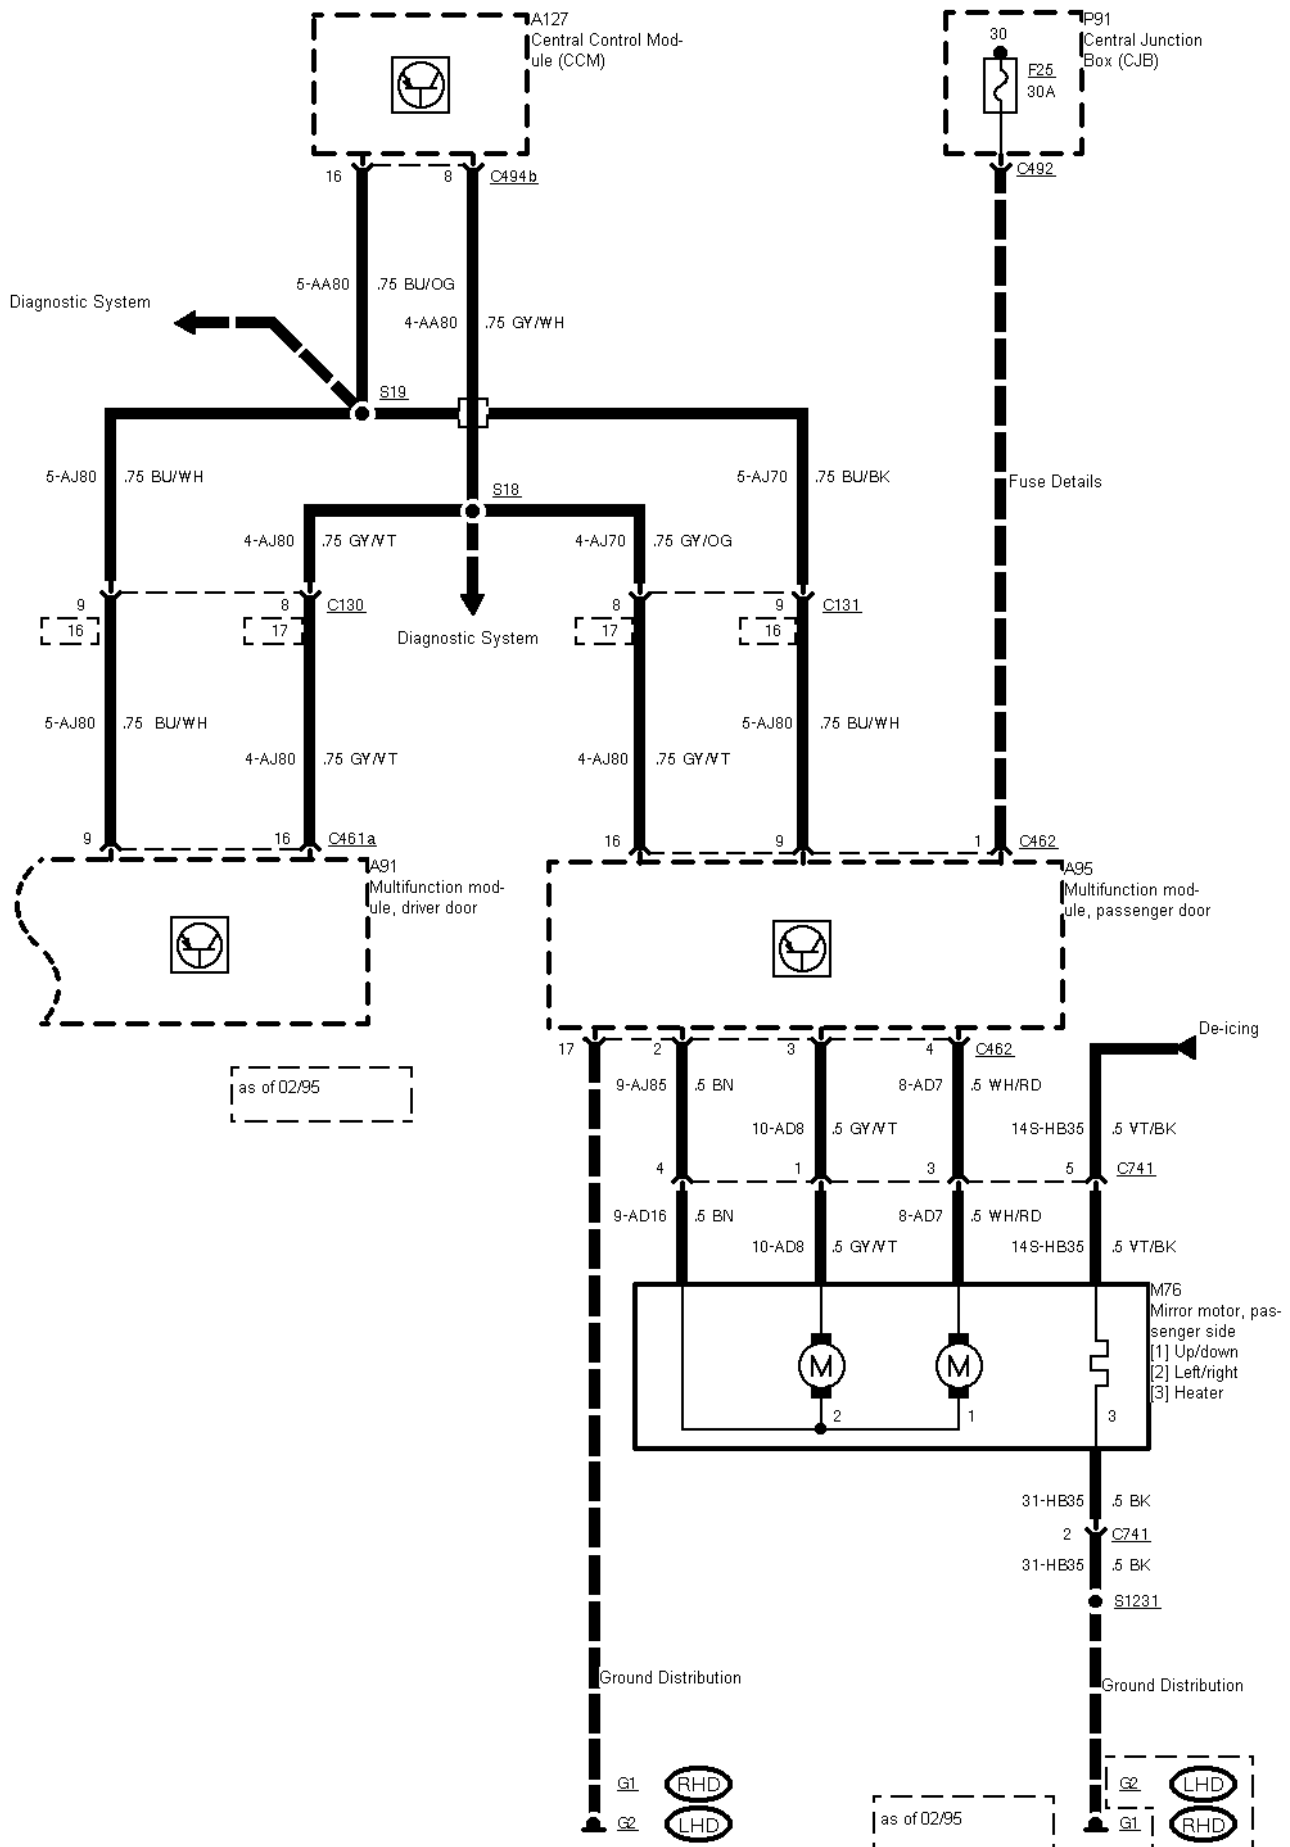 A127
Central Control Mod-
ule (CCM)
P91
Central Junction
Box (CJB)
30
F25
30A
16
8
C494b
C492
5-AA80
.75 BU/OG
Diagnostic System
4-AA80
.75 GY/WH
S19
5-AJ80
.75 BU/WH
5-AJ70
.75 BU/BK
Fuse Details
S18
4-AJ80
.75 GY/VT
4-AJ70
.75 GY/OG
9
8
C130
8
9
C131
16
17
17
16
Diagnostic System
5-AJ80
.75 BU/WH
5-AJ80
.75 BU/WH
4-AJ80
.75 GY/VT
4-AJ80
.75 GY/VT
9
16
C461a
16
9
1
C462
A91
Multifunction mod-
ule, driver door
A95
Multifunction mod-
ule, passenger door
De-icing
17
2
3
4
C462
as of 02/95
9-AJ85
.5 BN
8-AD7
.5 WH/RD
10-AD8
.5 GY/VT
14S-HB35
.5 VT/BK
4
1
3
5
C741
9-AD16
.5 BN
8-AD7
.5 WH/RD
10-AD8
.5 GY/VT
14S-HB35
.5 VT/BK
M76
Mirror motor, pas-
senger side
[1] Up/down
[2] Left/right
[3] Heater
M
M
2
1
3
31-HB35
.5 BK
2
C741
31-HB35
.5 BK
S1231
Ground Distribution
Ground Distribution
G1
RHD
G2
LHD
G2
LHD
as of 02/95
G1
RHD